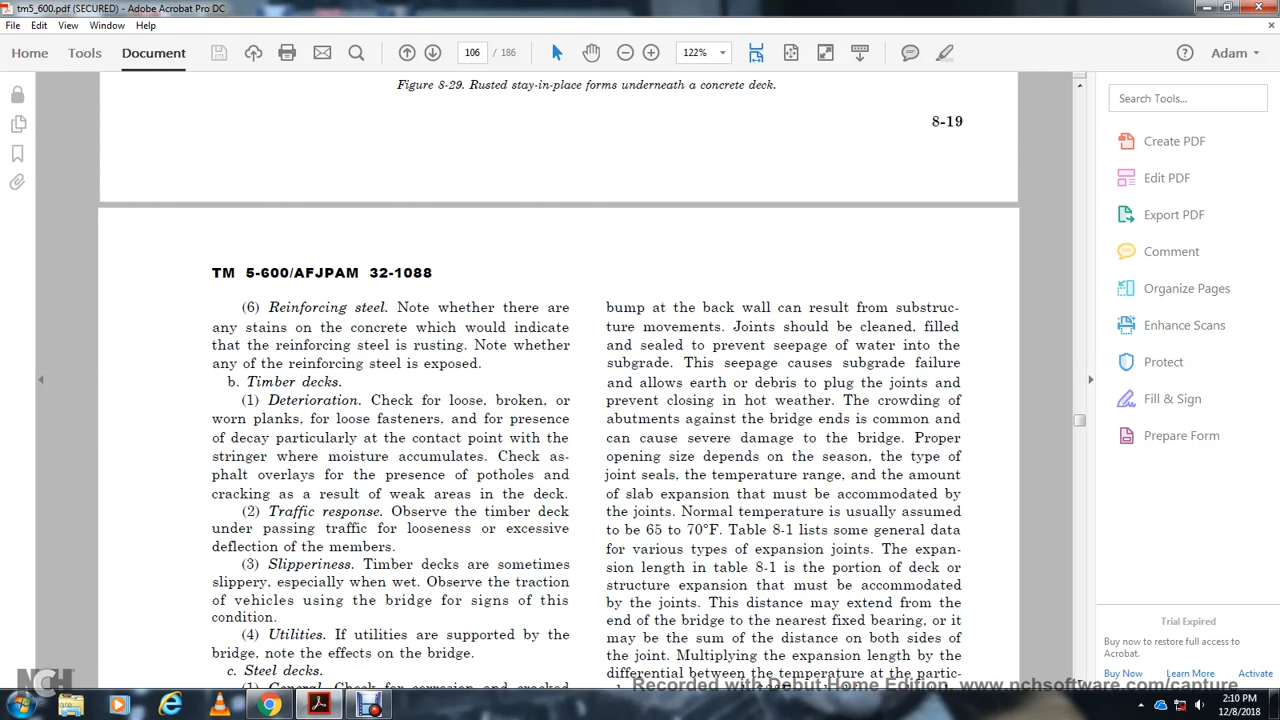 tm5_600.pdf (SECURED) - Adobe Acrobat Pro DC
File Edit View Window Help
Home Tools Document 106 / 186 122% Adam
Figure 8-29. Rusted stay-in-place forms underneath a concrete deck.
8-19
TM 5-600/AFJPAM 32-1088
(6) Reinforcing steel. Note whether there are
any stains on the concrete which would indicate
that the reinforcing steel is rusting. Note whether
any of the reinforcing steel is exposed.
b. Timber decks.
(1) Deterioration. Check for loose, broken, or
worn planks, for loose fasteners, and for presence
of decay particularly at the contact point with the
stringer where moisture accumulates. Check as-
phalt overlays for the presence of potholes and
cracking as a result of weak areas in the deck.
(2) Traffic response. Observe the timber deck
under passing traffic for looseness or excessive
deflection of the members.
(3) Slipperiness. Timber decks are sometimes
slippery, especially when wet. Observe the traction
of vehicles using the bridge for signs of this
condition.
(4) Utilities. If utilities are supported by the
bridge, note the effects on the bridge.
c. Steel decks.
(1) General. Check for corrosion and cracked
bump at the back wall can result from substruc-
ture movements. Joints should be cleaned, filled
and sealed to prevent seepage of water into the
subgrade. This seepage causes subgrade failure
and allows earth or debris to plug the joints and
prevent closing in hot weather. The crowding of
abutments against the bridge ends is common and
can cause severe damage to the bridge. Proper
opening size depends on the season, the type of
joint seals, the temperature range, and the amount
of slab expansion that must be accommodated by
the joints. Normal temperature is usually assumed
to be 65 to 70°F. Table 8-1 lists some general data
for various types of expansion joints. The expan-
sion length in table 8-1 is the portion of deck or
structure expansion that must be accommodated
by the joints. This distance may extend from the
end of the bridge to the nearest fixed bearing, or it
may be the sum of the distance on both sides of
the joint. Multiplying the expansion length by the
differential between the temperature at the partic-
Search Tools...
Create PDF
Edit PDF
Export PDF
Comment
Organize Pages
Enhance Scans
Protect
Fill & Sign
Prepare Form
Trial Expired
Buy now to restore full access to
Acrobat.
Buy Now Learn More Activate
NCH
Recorded with Debut Home Edition. www.nchsoftware.com/capture
2:10 PM
12/8/2018